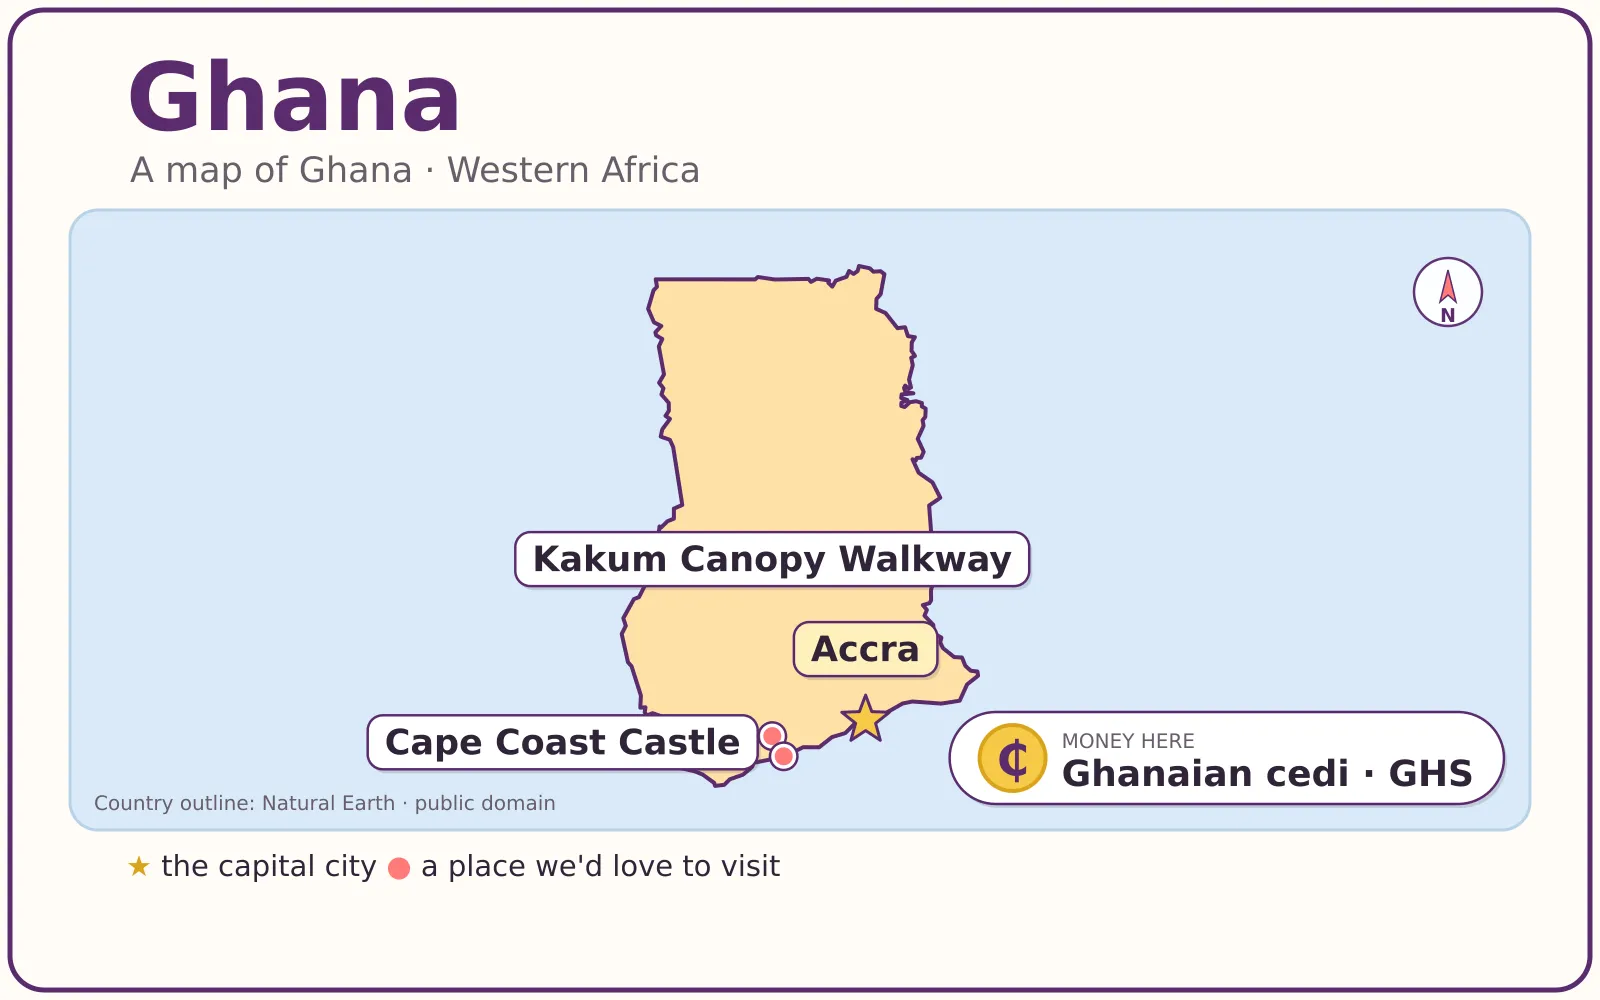 Ghana
A map of Ghana · Western Africa
N
Kakum Canopy Walkway
Accra
Cape Coast Castle
₵
MONEY HERE
Ghanaian cedi · GHS
Country outline: Natural Earth · public domain
★ the capital city ● a place we'd love to visit